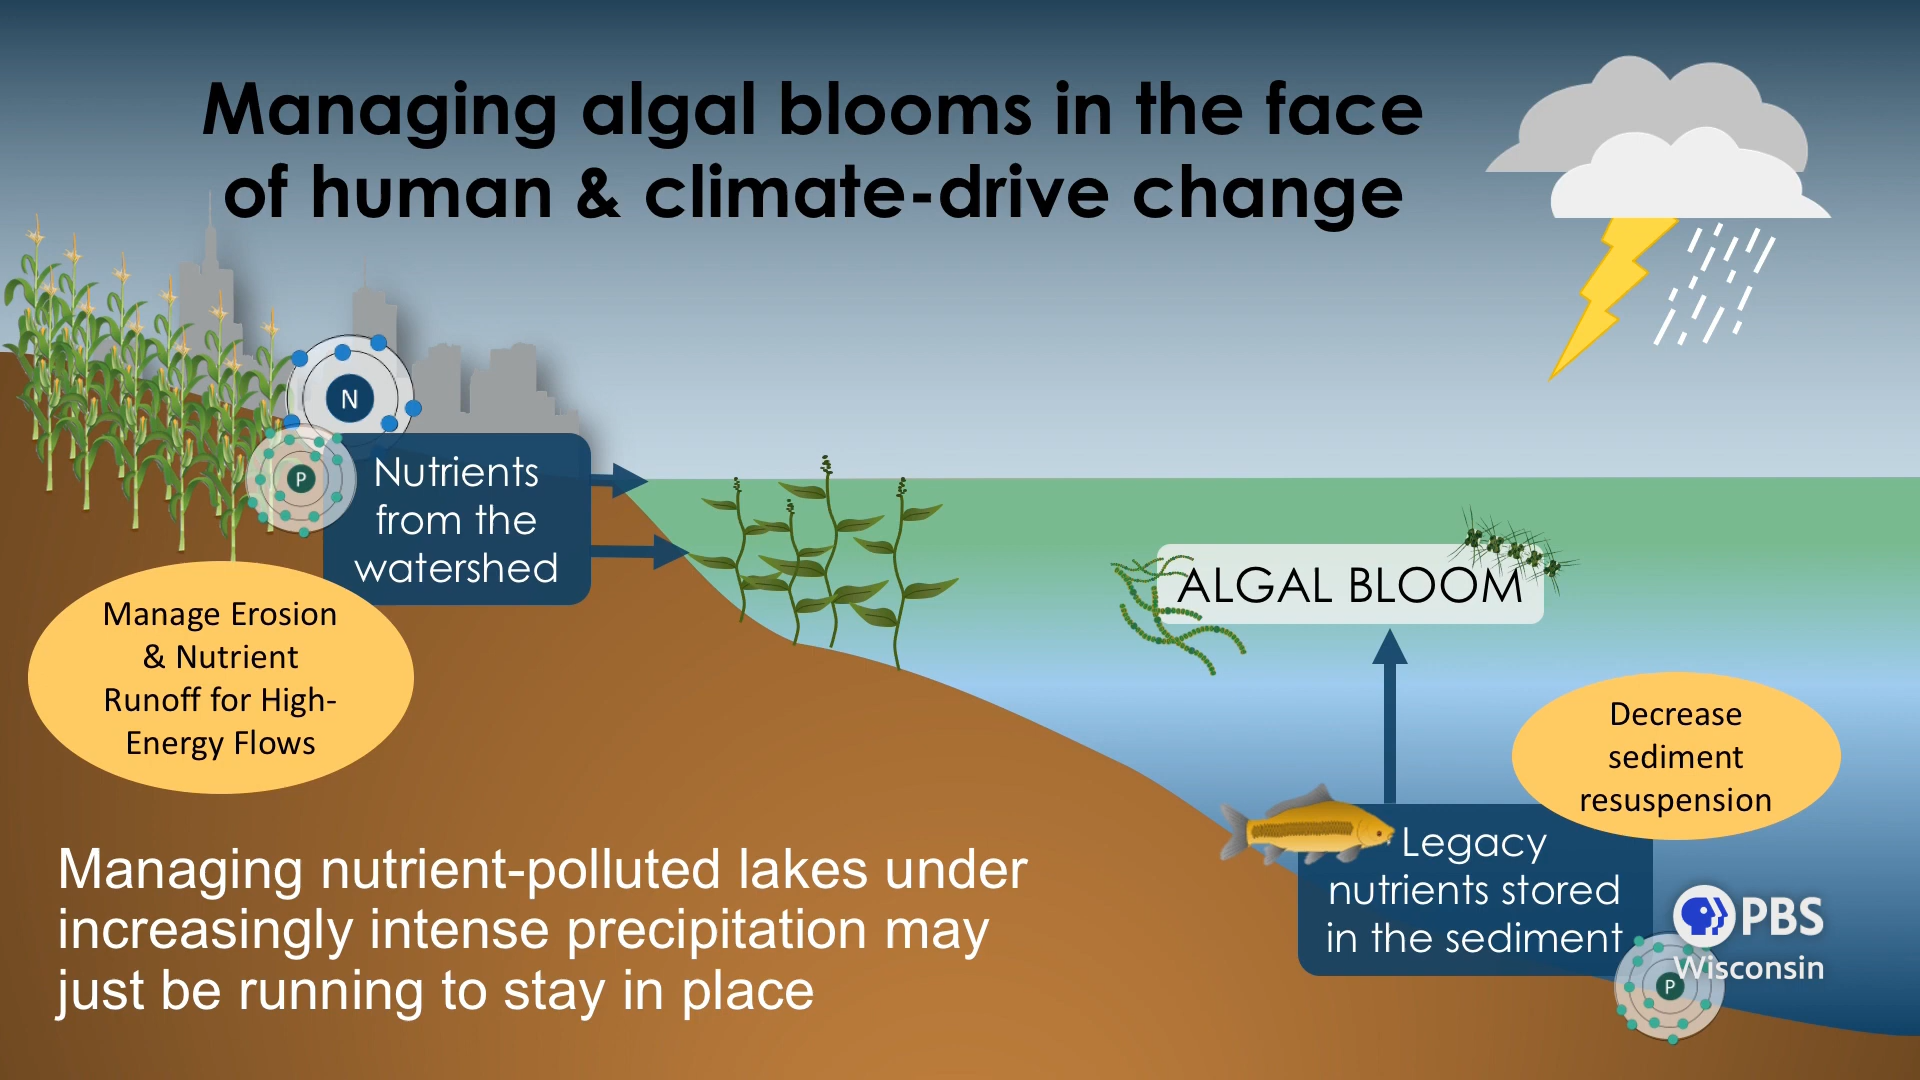 Managing algal blooms in the face
of human & climate-drive change
N
P
Nutrients
from the
watershed
ALGAL BLOOM
Manage Erosion
& Nutrient
Runoff for High-
Energy Flows
Decrease
sediment
resuspension
Legacy
nutrients stored
in the sediment
Managing nutrient-polluted lakes under
increasingly intense precipitation may
just be running to stay in place
PBS
Wisconsin
P